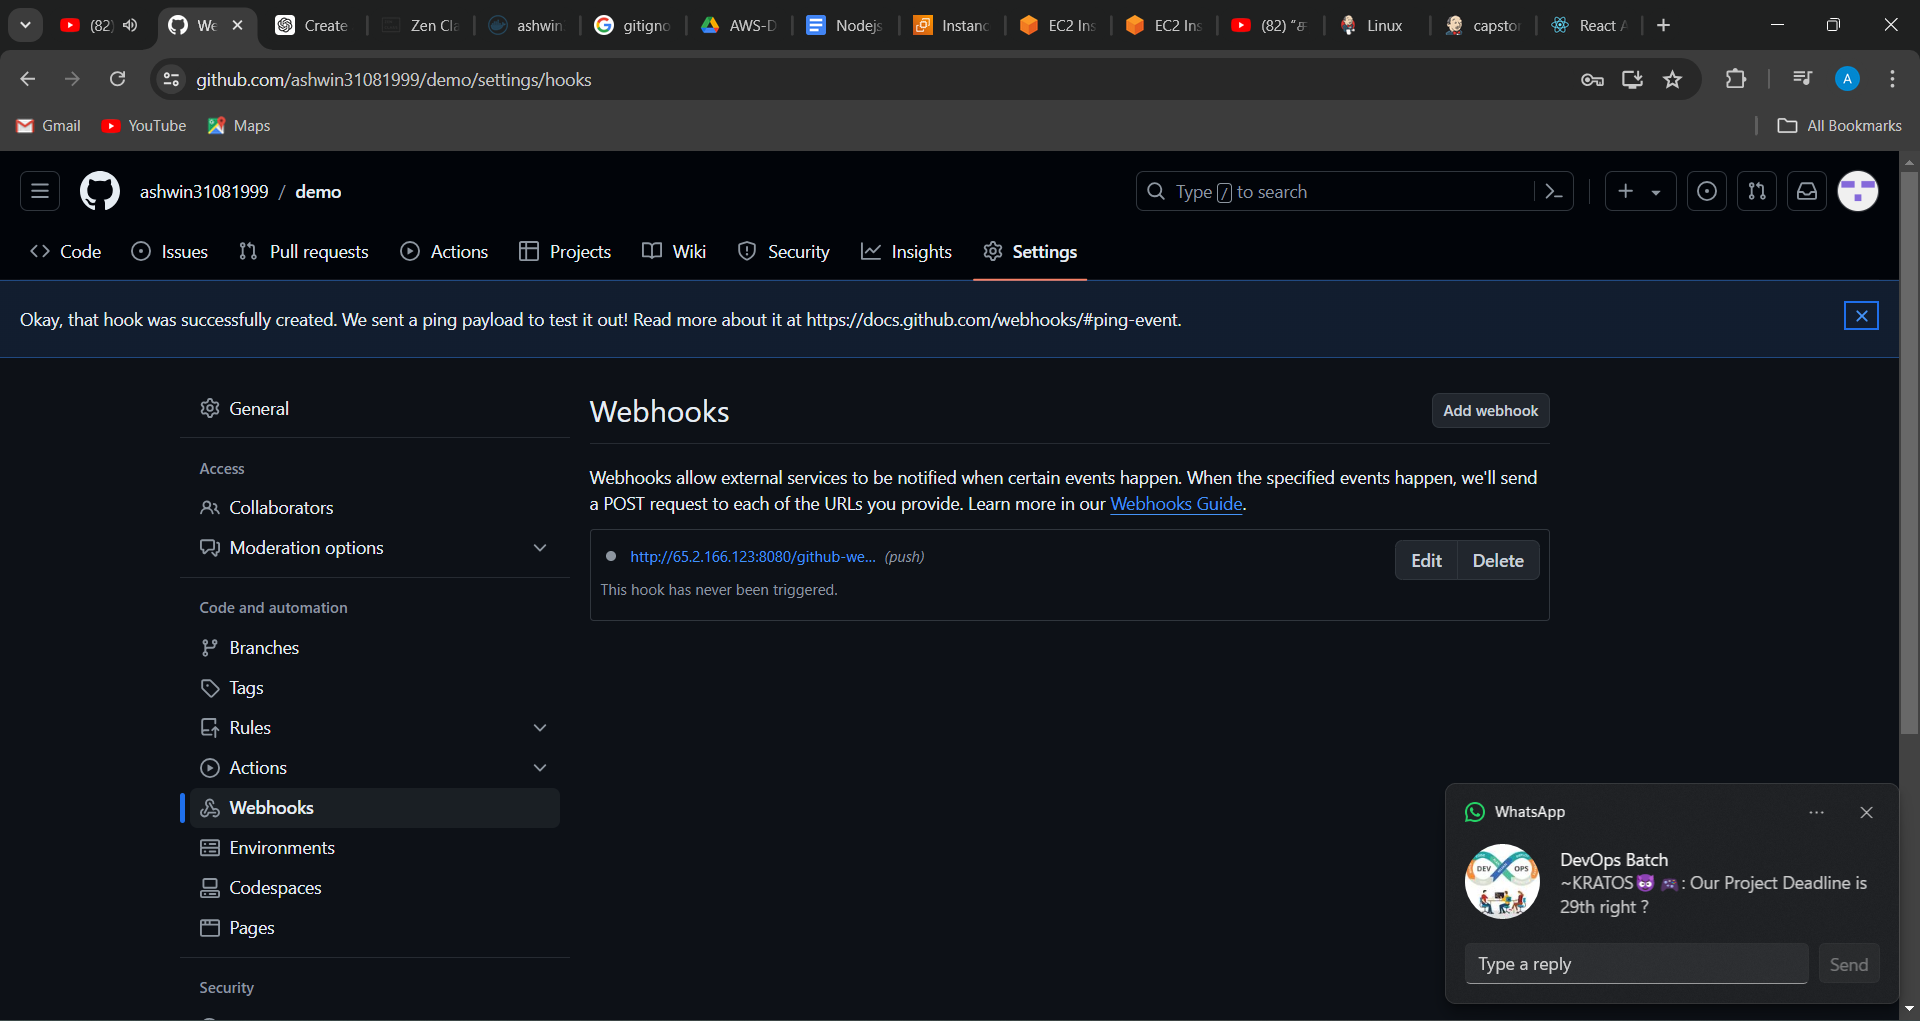 (82)
We
Create
Zen Cla
ashwin
gitigno
AWS-D
Nodejs
Instanc
EC2 Ins
EC2 Ins
(82) "
Linux
capstor
React A
github.com/ashwin31081999/demo/settings/hooks
A
Gmail
YouTube
Maps
All Bookmarks
ashwin31081999 / demo
Type / to search
Code
Issues
Pull requests
Actions
Projects
Wiki
Security
Insights
Settings
Okay, that hook was successfully created. We sent a ping payload to test it out! Read more about it at https://docs.github.com/webhooks/#ping-event.
General
Access
Collaborators
Moderation options
Code and automation
Branches
Tags
Rules
Actions
Webhooks
Environments
Codespaces
Pages
Security
Webhooks
Add webhook
Webhooks allow external services to be notified when certain events happen. When the specified events happen, we'll send
a POST request to each of the URLs you provide. Learn more in our Webhooks Guide.
http://65.2.166.123:8080/github-we... (push)
Edit
Delete
This hook has never been triggered.
WhatsApp
DEV OPS
DevOps Batch
~KRATOS😈🎮: Our Project Deadline is
29th right ?
Type a reply
Send